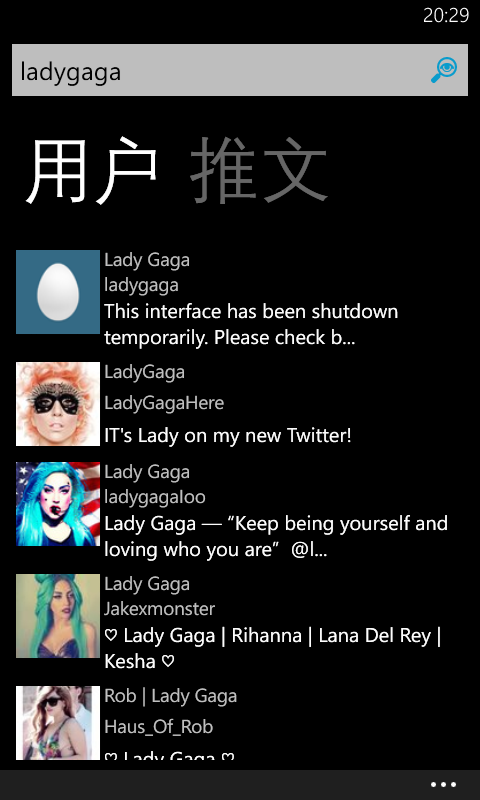 20:29
ladygaga
用户 推文
Lady Gaga
ladygaga
This interface has been shutdown
temporarily. Please check b...
LadyGaga
LadyGagaHere
IT's Lady on my new Twitter!
Lady Gaga
ladygagaloo
Lady Gaga — “Keep being yourself and
loving who you are” @l...
Lady Gaga
Jakexmonster
♡ Lady Gaga | Rihanna | Lana Del Rey |
Kesha ♡
Rob | Lady Gaga
Haus_Of_Rob
♡ Lady Gaga ♡